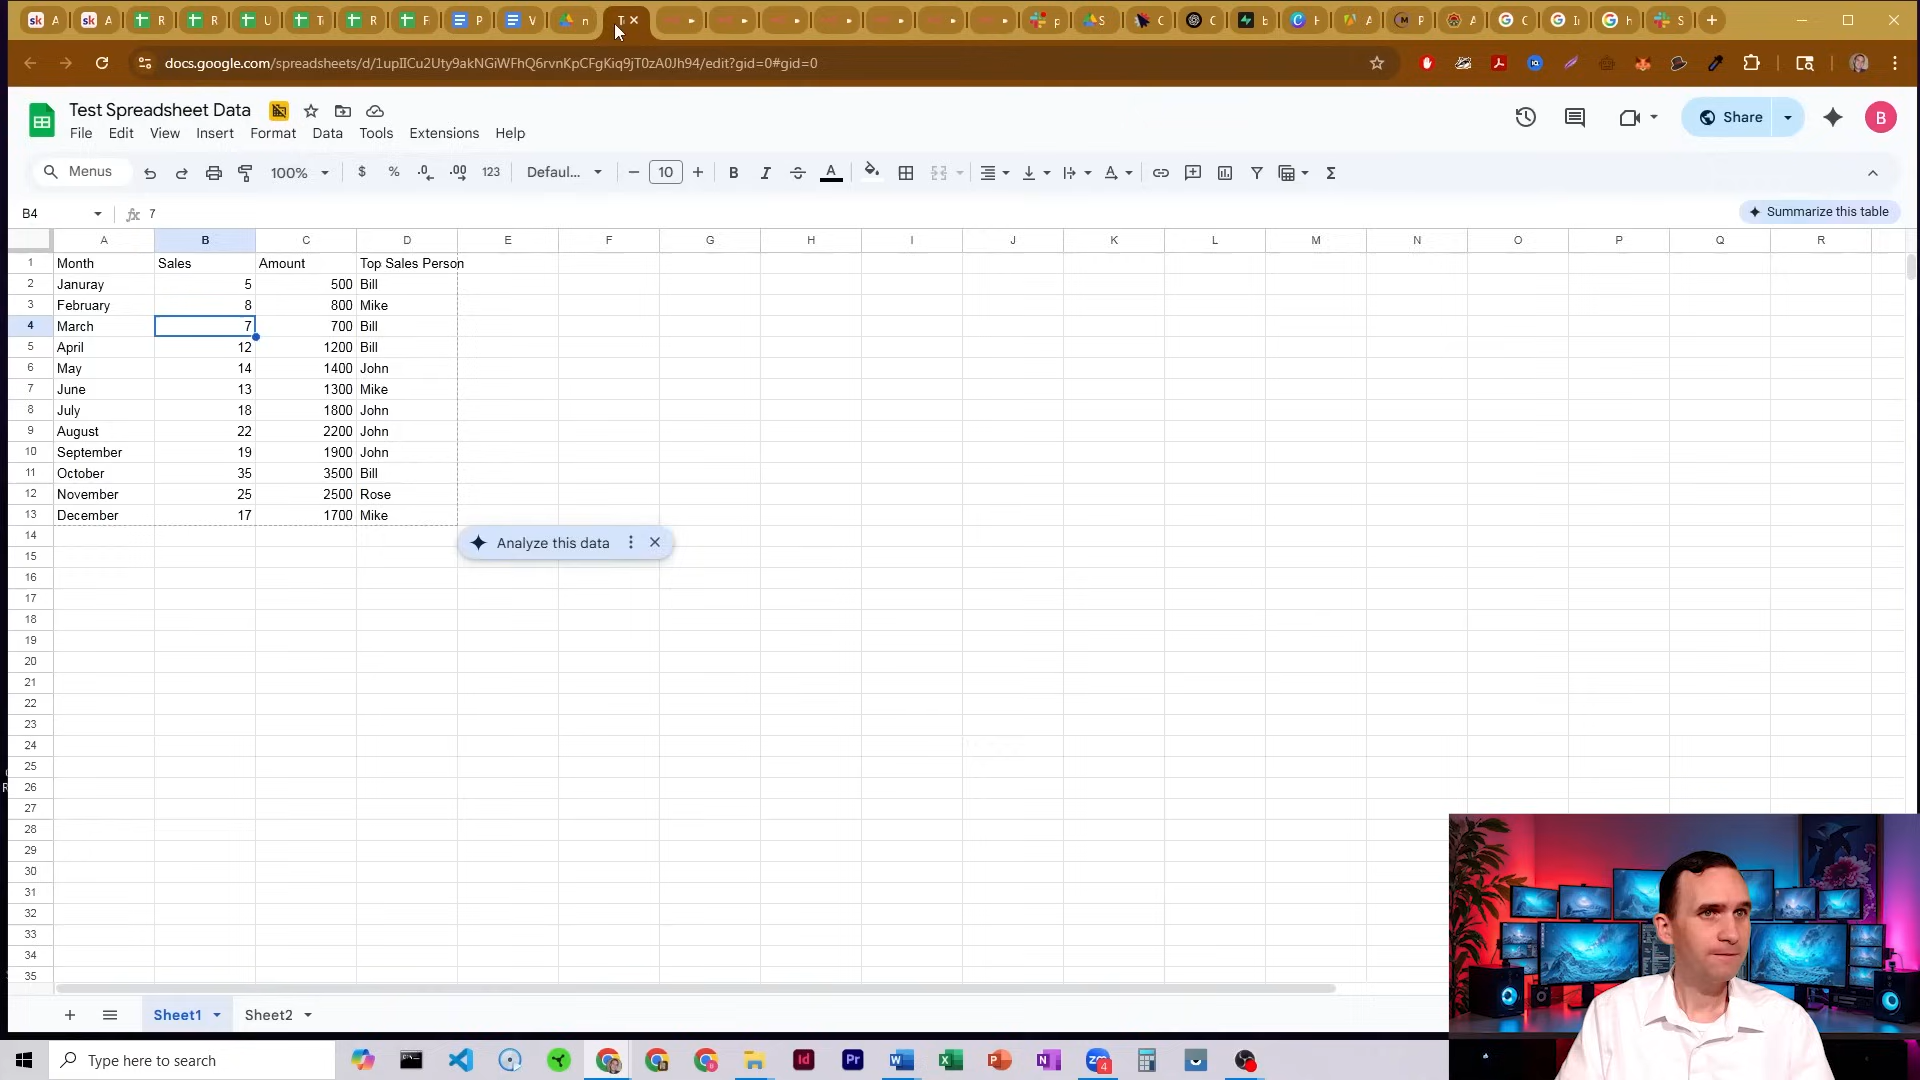 A R R U T R F P V n T p S C C b C H A P A C I h S
docs.google.com/spreadsheets/d/1upIICu2Uty9akNGiWFhQ6rvnKpCFgKiq9jT0zA0Jh94/edit?gid=0#gid=0
Test Spreadsheet Data
Share
B
File Edit View Insert Format Data Tools Extensions Help
Menus 100% $ % .0 .00 123 Defaul... 10 B I A Σ
B4 fx 7 Summarize this table
A B C D E F G H I J K L M N O P Q R
1 Month Sales Amount Top Sales Person
2 Januray 5 500 Bill
3 February 8 800 Mike
4 March 7 700 Bill
5 April 12 1200 Bill
6 May 14 1400 John
7 June 13 1300 Mike
8 July 18 1800 John
9 August 22 2200 John
10 September 19 1900 John
11 October 35 3500 Bill
12 November 25 2500 Rose
13 December 17 1700 Mike
14 Analyze this data
15
16
17
18
19
20
21
22
23
24
25
26
27
28
29
30
31
32
33
34
35
Sheet1 Sheet2
Type here to search